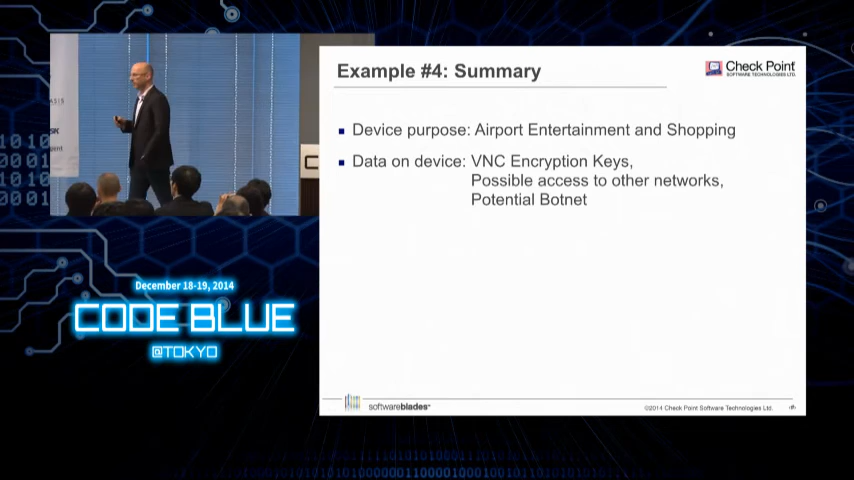 Example #4: Summary
Check Point
SOFTWARE TECHNOLOGIES LTD.
Device purpose: Airport Entertainment and Shopping
Data on device: VNC Encryption Keys,
Possible access to other networks,
Potential Botnet
December 18-19, 2014
CODE BLUE
@TOKYO
softwareblades™
©2014 Check Point Software Technologies Ltd.